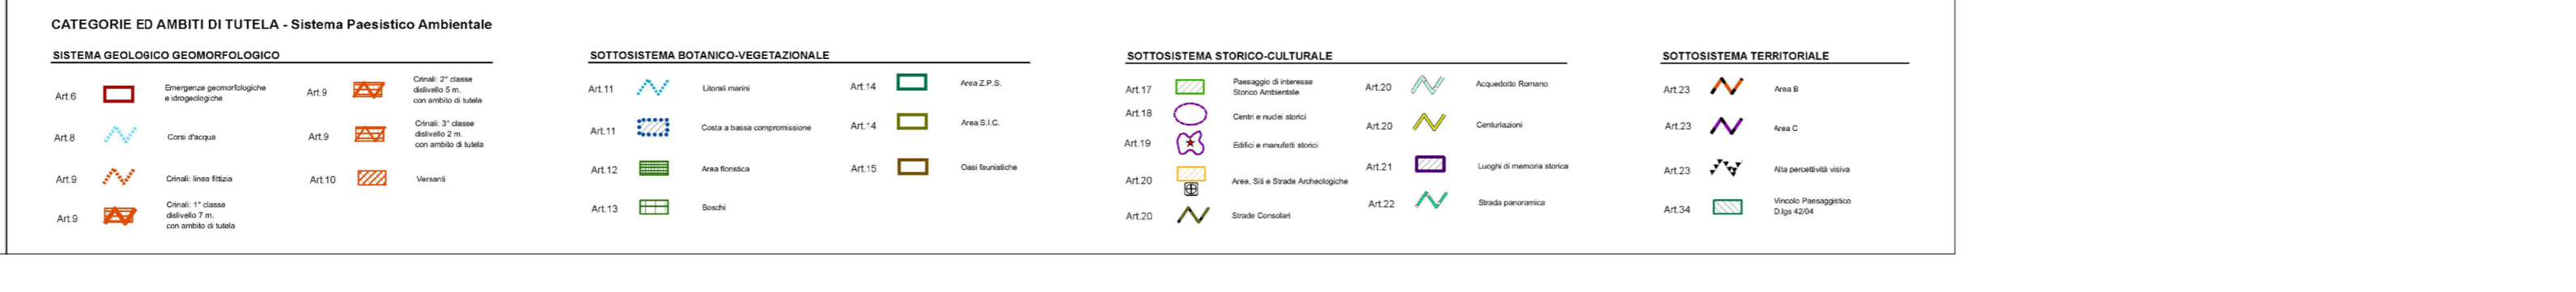 CATEGORIE ED AMBITI DI TUTELA - Sistema Paesistico Ambientale
SISTEMA GEOLOGICO GEOMORFOLOGICO
Art.6 Emergenze geomorfologiche
e idrogeologiche
Art.8 Corsi d'acqua
Art.9 Crinali: linea fittizia
Art.9 Crinali: 1° classe
dislivello 7 m.
con ambito di tutela
Art.9 Crinali: 2° classe
dislivello 5 m.
con ambito di tutela
Art.9 Crinali: 3° classe
dislivello 2 m.
con ambito di tutela
Art.10 Versanti
SOTTOSISTEMA BOTANICO-VEGETAZIONALE
Art.11 Litorali marini
Art.11 Costa a bassa compromissione
Art.12 Area floristica
Art.13 Boschi
Art.14 Area Z.P.S.
Art.14 Area S.I.C.
Art.15 Oasi faunistiche
SOTTOSISTEMA STORICO-CULTURALE
Art.17 Paesaggio di interesse
Storico Ambientale
Art.18 Centri e nuclei storici
Art.19 Edifici e manufatti storici
Art.20 Aree, Siti e Strade Archeologiche
Art.20 Strade Consolari
Art.20 Acquedotto Romano
Art.20 Centuriazioni
Art.21 Luoghi di memoria storica
Art.22 Strada panoramica
SOTTOSISTEMA TERRITORIALE
Art.23 Area B
Art.23 Area C
Art.23 Alta percettività visiva
Art.34 Vincolo Paesaggistico
D.lgs 42/04